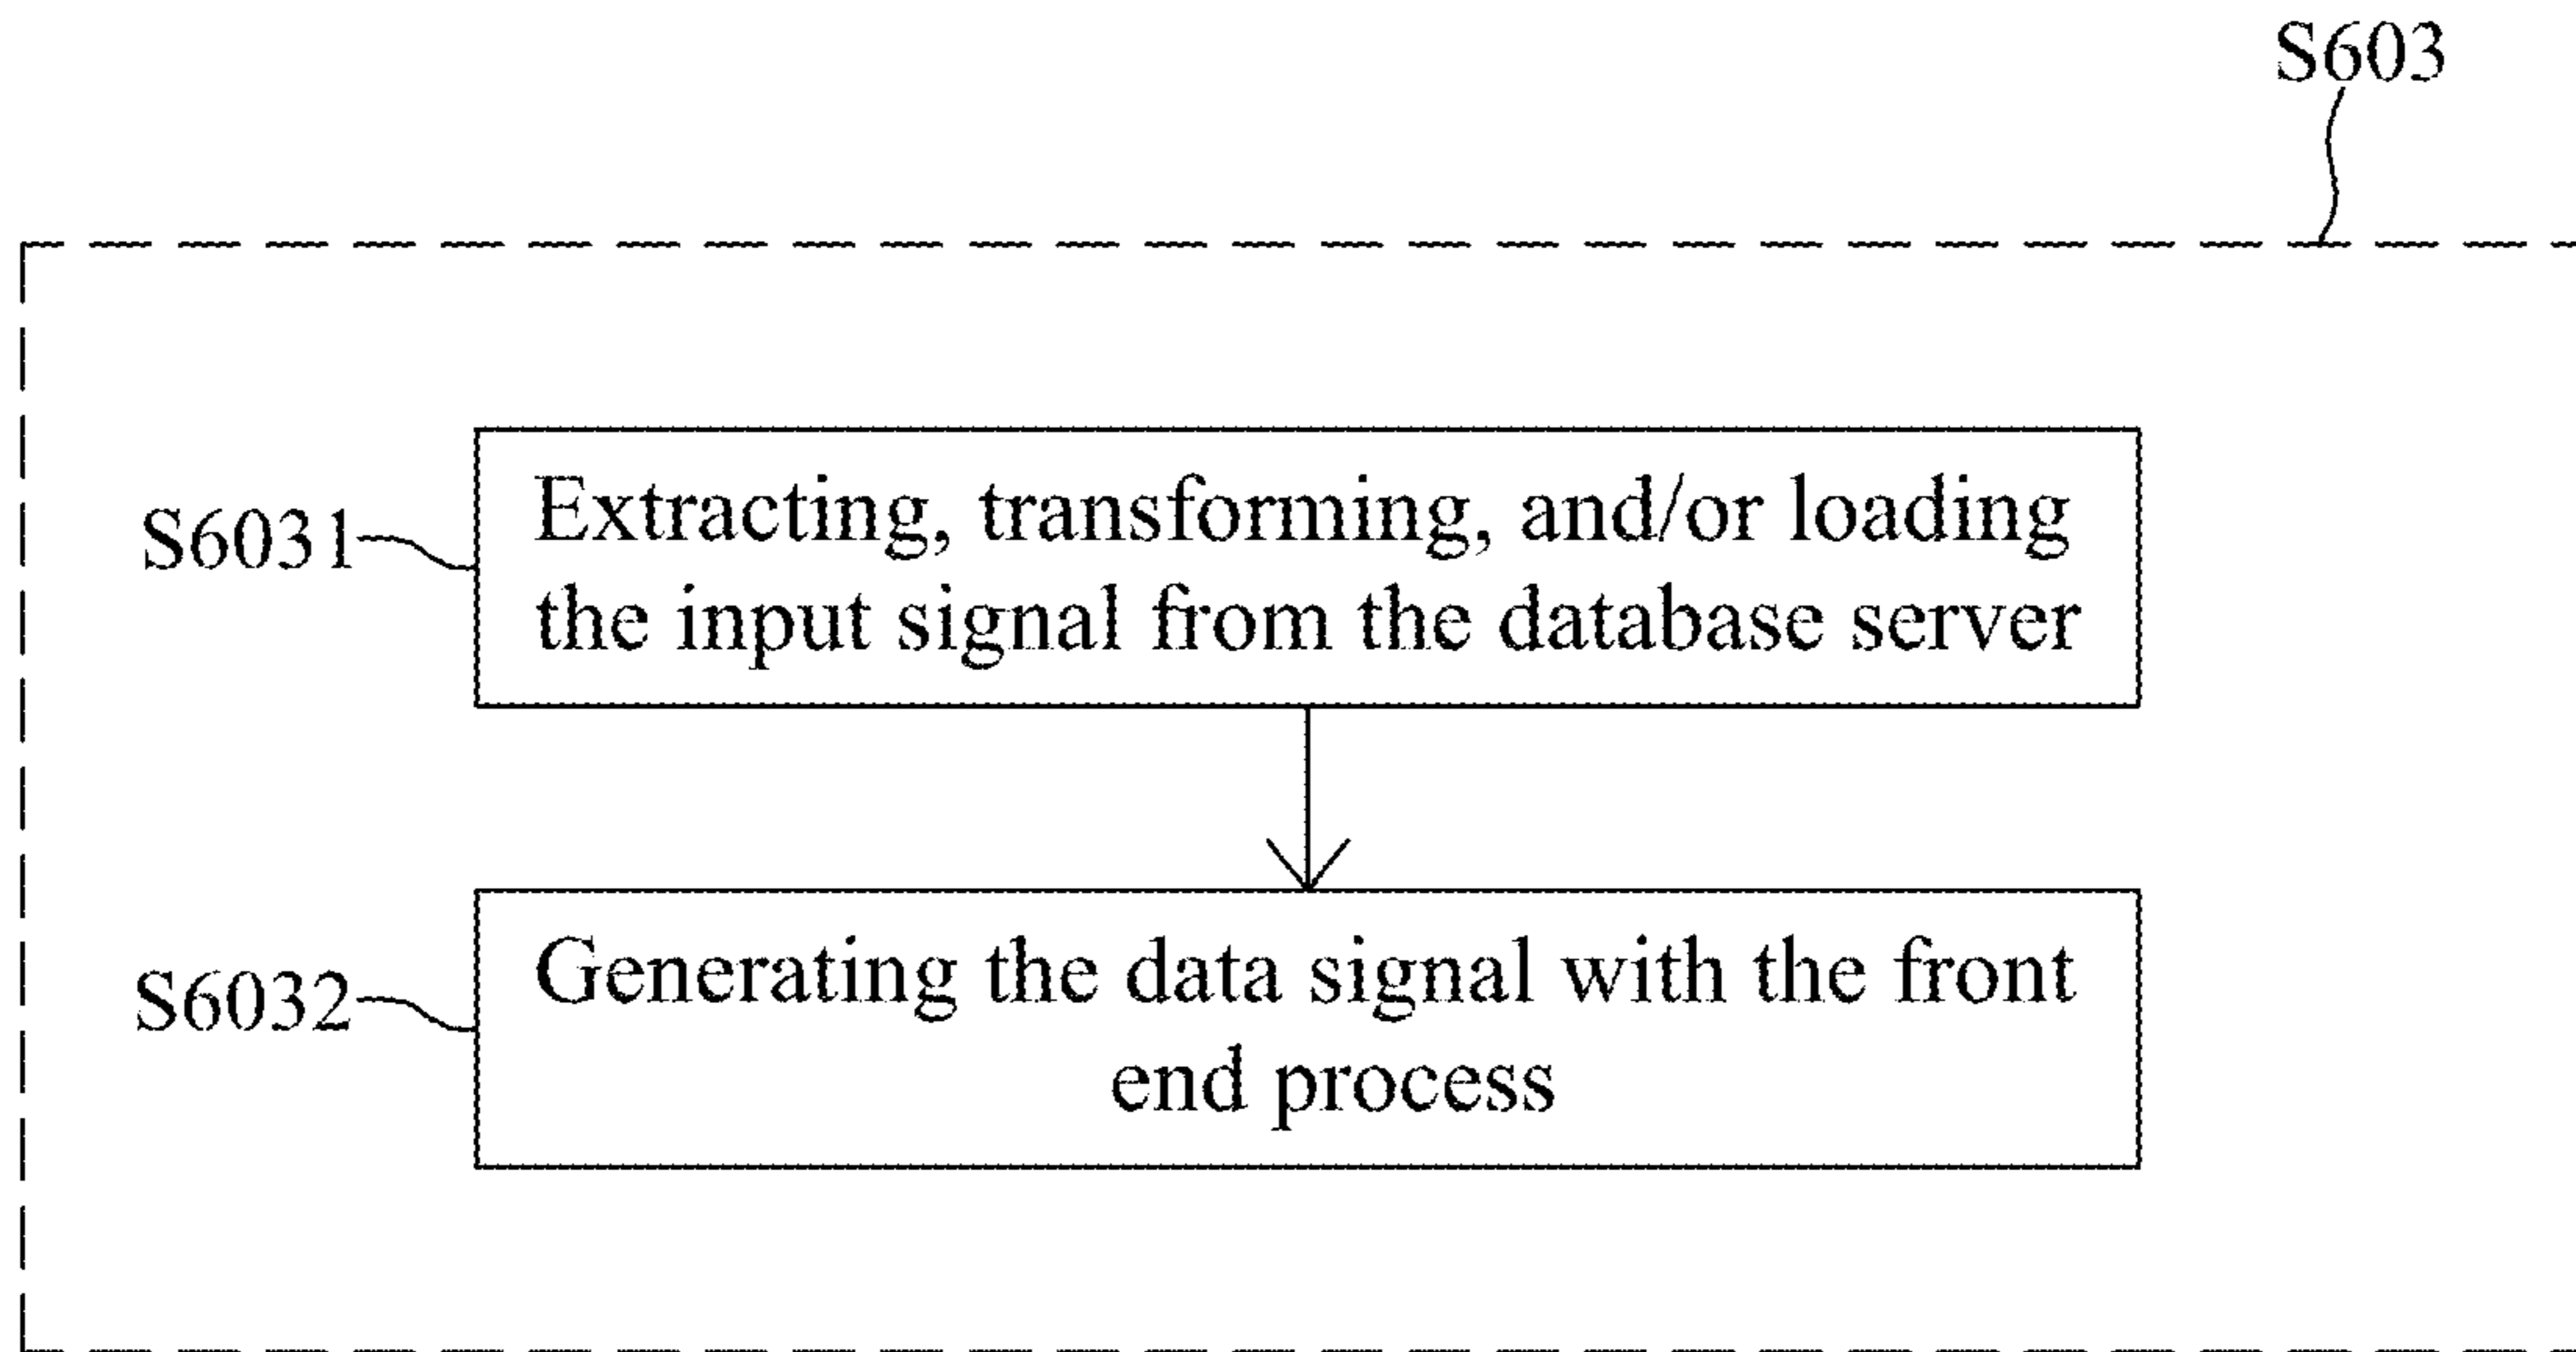 S603
S6031
Extracting, transforming, and/or loading
the input signal from the database server
S6032
Generating the data signal with the front
end process